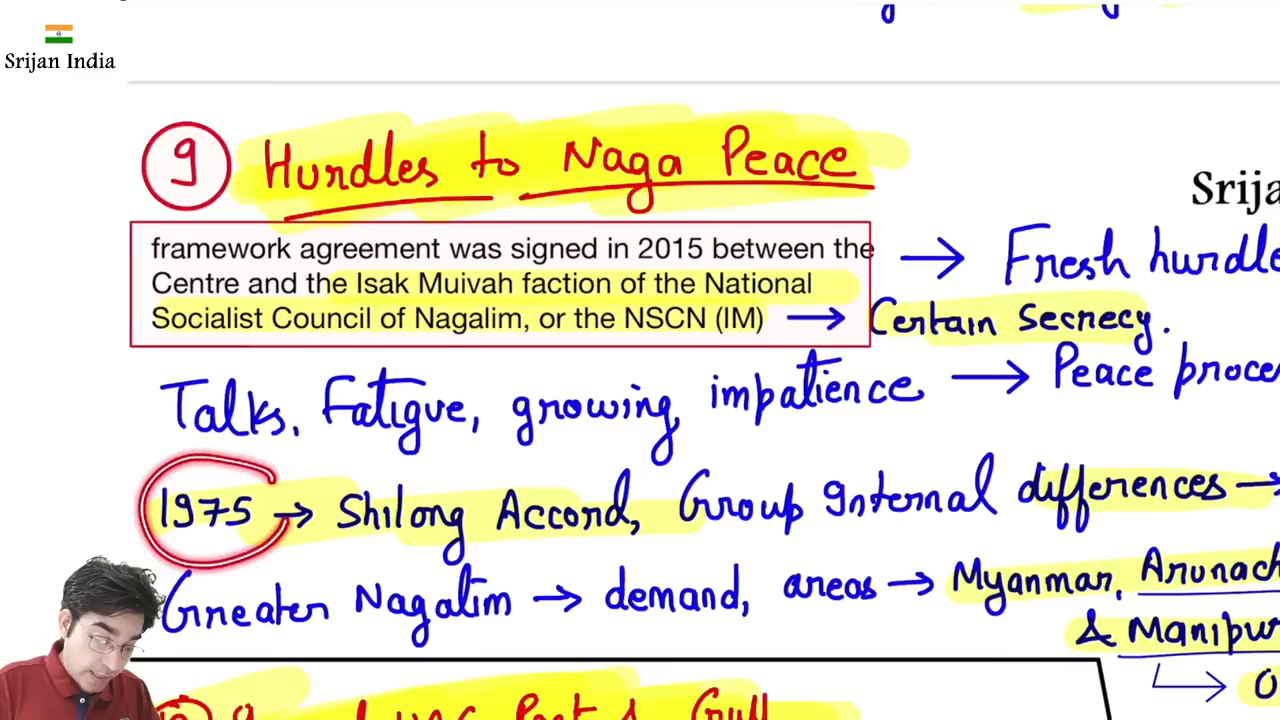 Srijan India
9 Hurdles to Naga Peace
Srija
framework agreement was signed in 2015 between the → Fresh hurdle
Centre and the Isak Muivah faction of the National
Socialist Council of Nagalim, or the NSCN (IM) → Certain secrecy.
Talks, Fatigue, growing impatience → Peace proce
1975 → Shilong Accord, Group Internal differences →
Greater Nagalim → demand, areas → Myanmar, Arunach
& Manipur
→